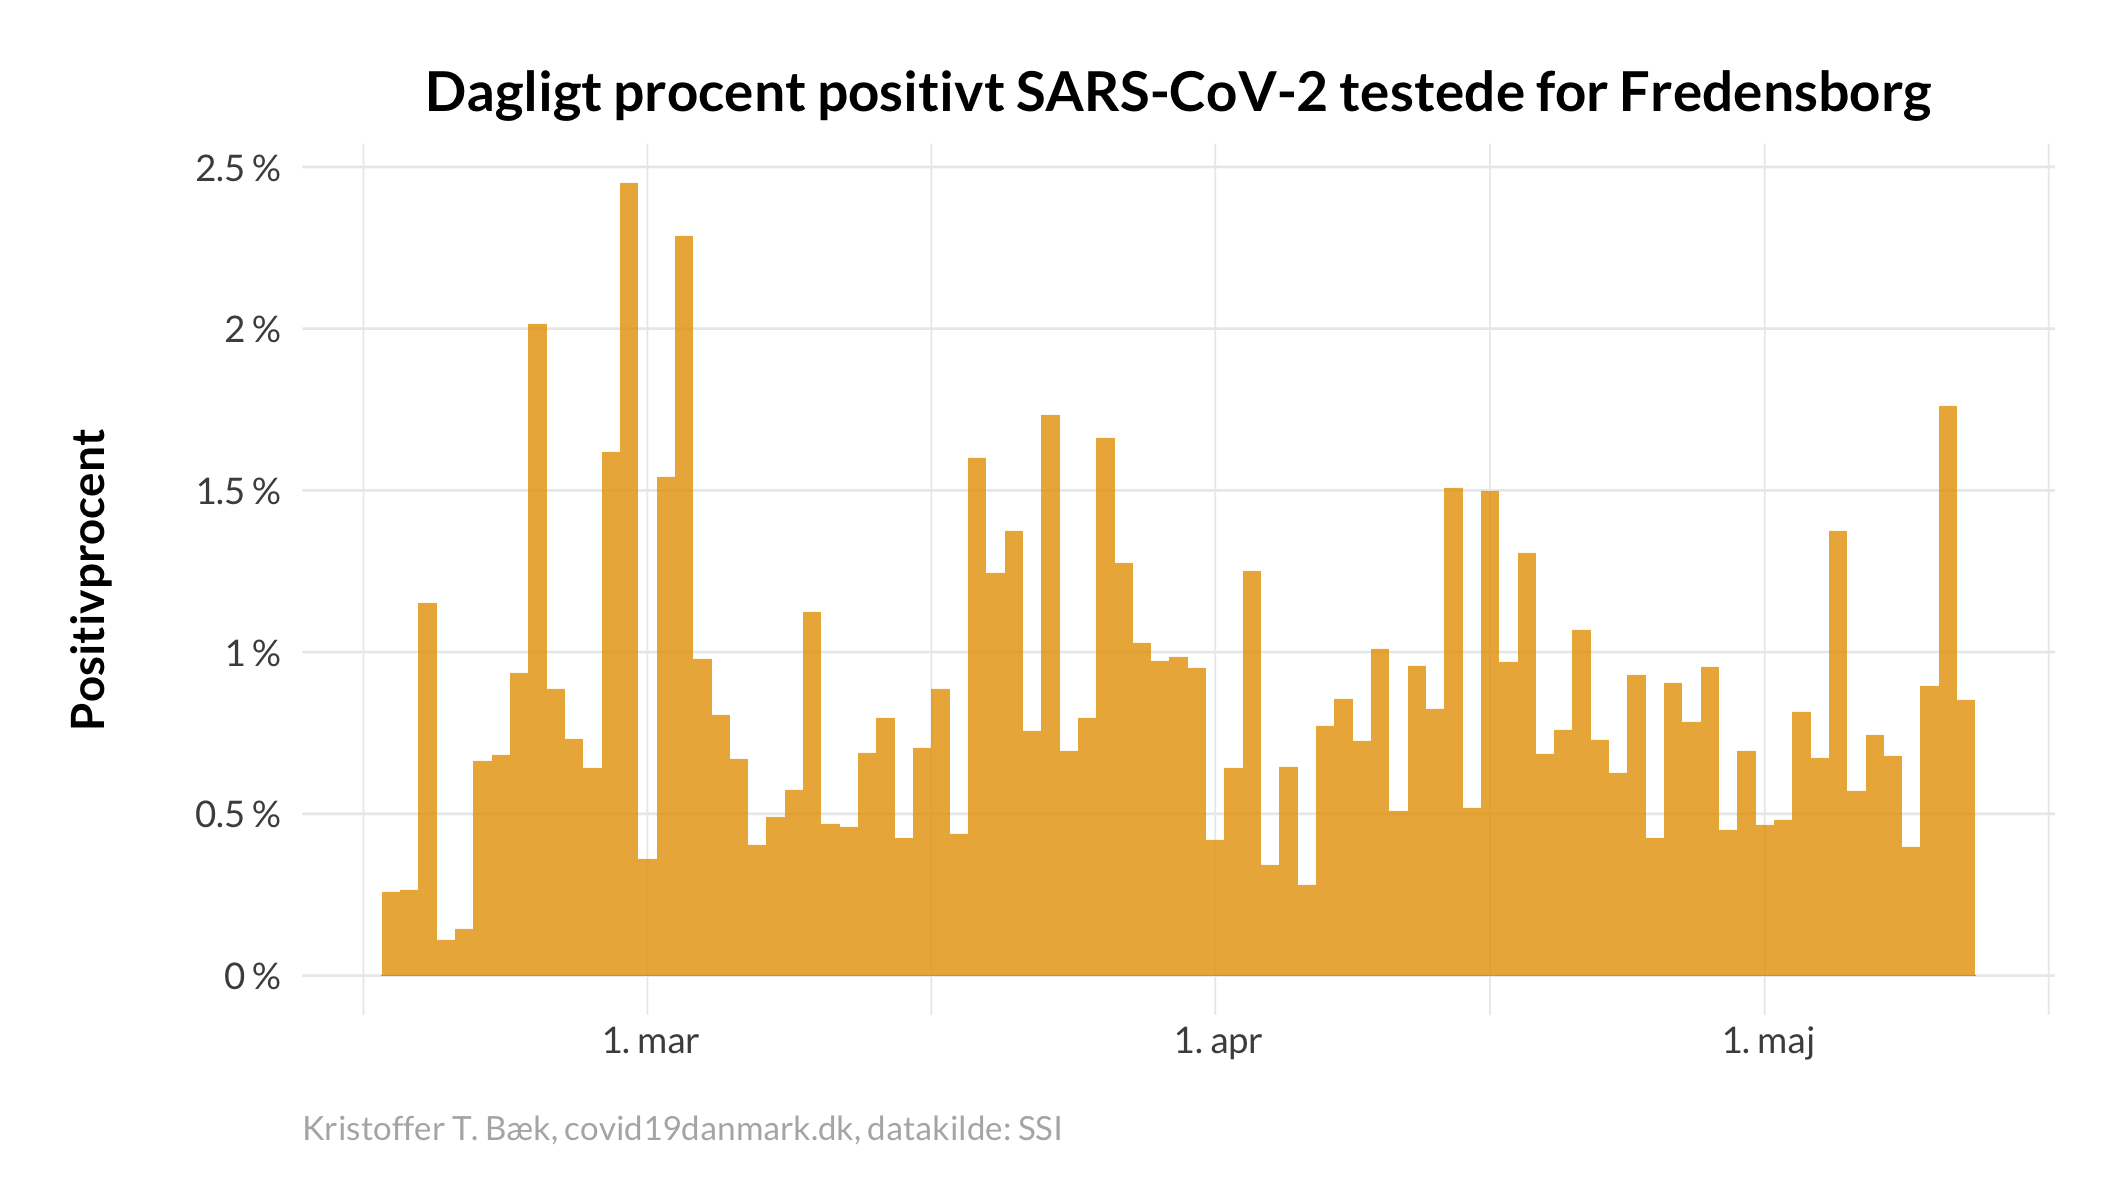 Dagligt procent positivt SARS-CoV-2 testede for Fredensborg
Positivprocent
2.5 %
2 %
1.5 %
1 %
0.5 %
0 %
1. mar
1. apr
1. maj
Kristoffer T. Bæk, covid19danmark.dk, datakilde: SSI